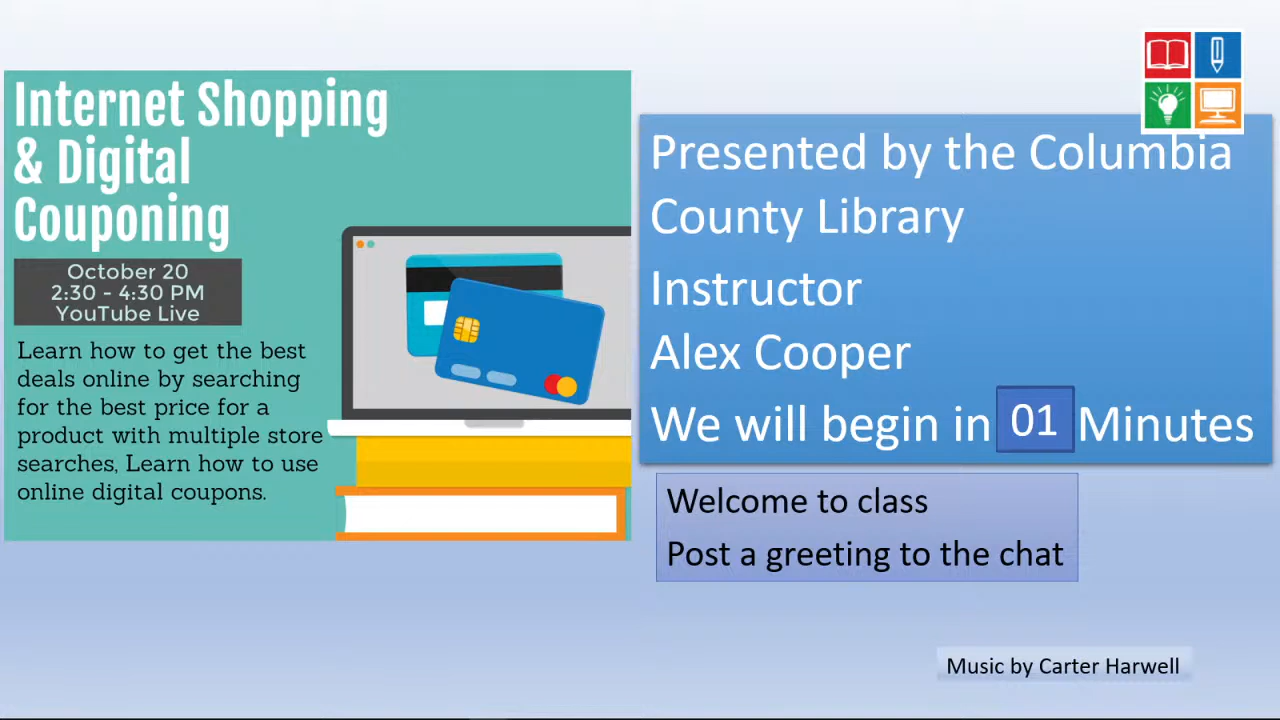 Internet Shopping
& Digital
Couponing
October 20
2:30 - 4:30 PM
YouTube Live
Learn how to get the best
deals online by searching
for the best price for a
product with multiple store
searches, Learn how to use
online digital coupons.
Presented by the Columbia
County Library
Instructor
Alex Cooper
We will begin in 01 Minutes
Welcome to class
Post a greeting to the chat
Music by Carter Harwell